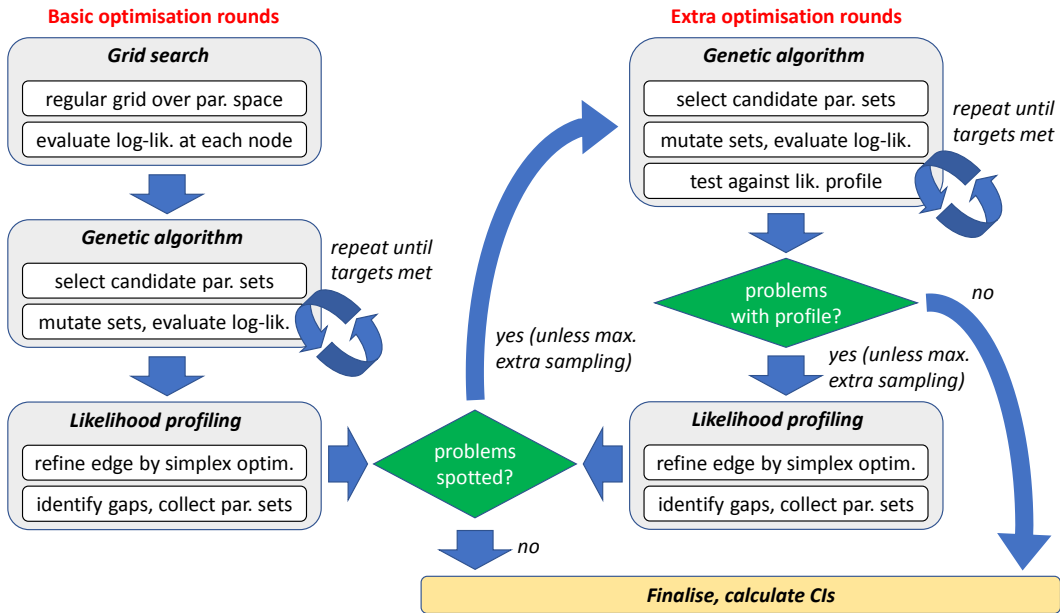 Basic optimisation rounds
Grid search
regular grid over par. space
evaluate log-lik. at each node
Genetic algorithm
select candidate par. sets
mutate sets, evaluate log-lik.
repeat until
targets met
Likelihood profiling
refine edge by simplex optim.
identify gaps, collect par. sets
problems
spotted?
yes (unless max.
extra sampling)
no
Extra optimisation rounds
Genetic algorithm
select candidate par. sets
mutate sets, evaluate log-lik.
test against lik. profile
repeat until
targets met
problems
with profile?
no
yes (unless max.
extra sampling)
Likelihood profiling
refine edge by simplex optim.
identify gaps, collect par. sets
Finalise, calculate CIs